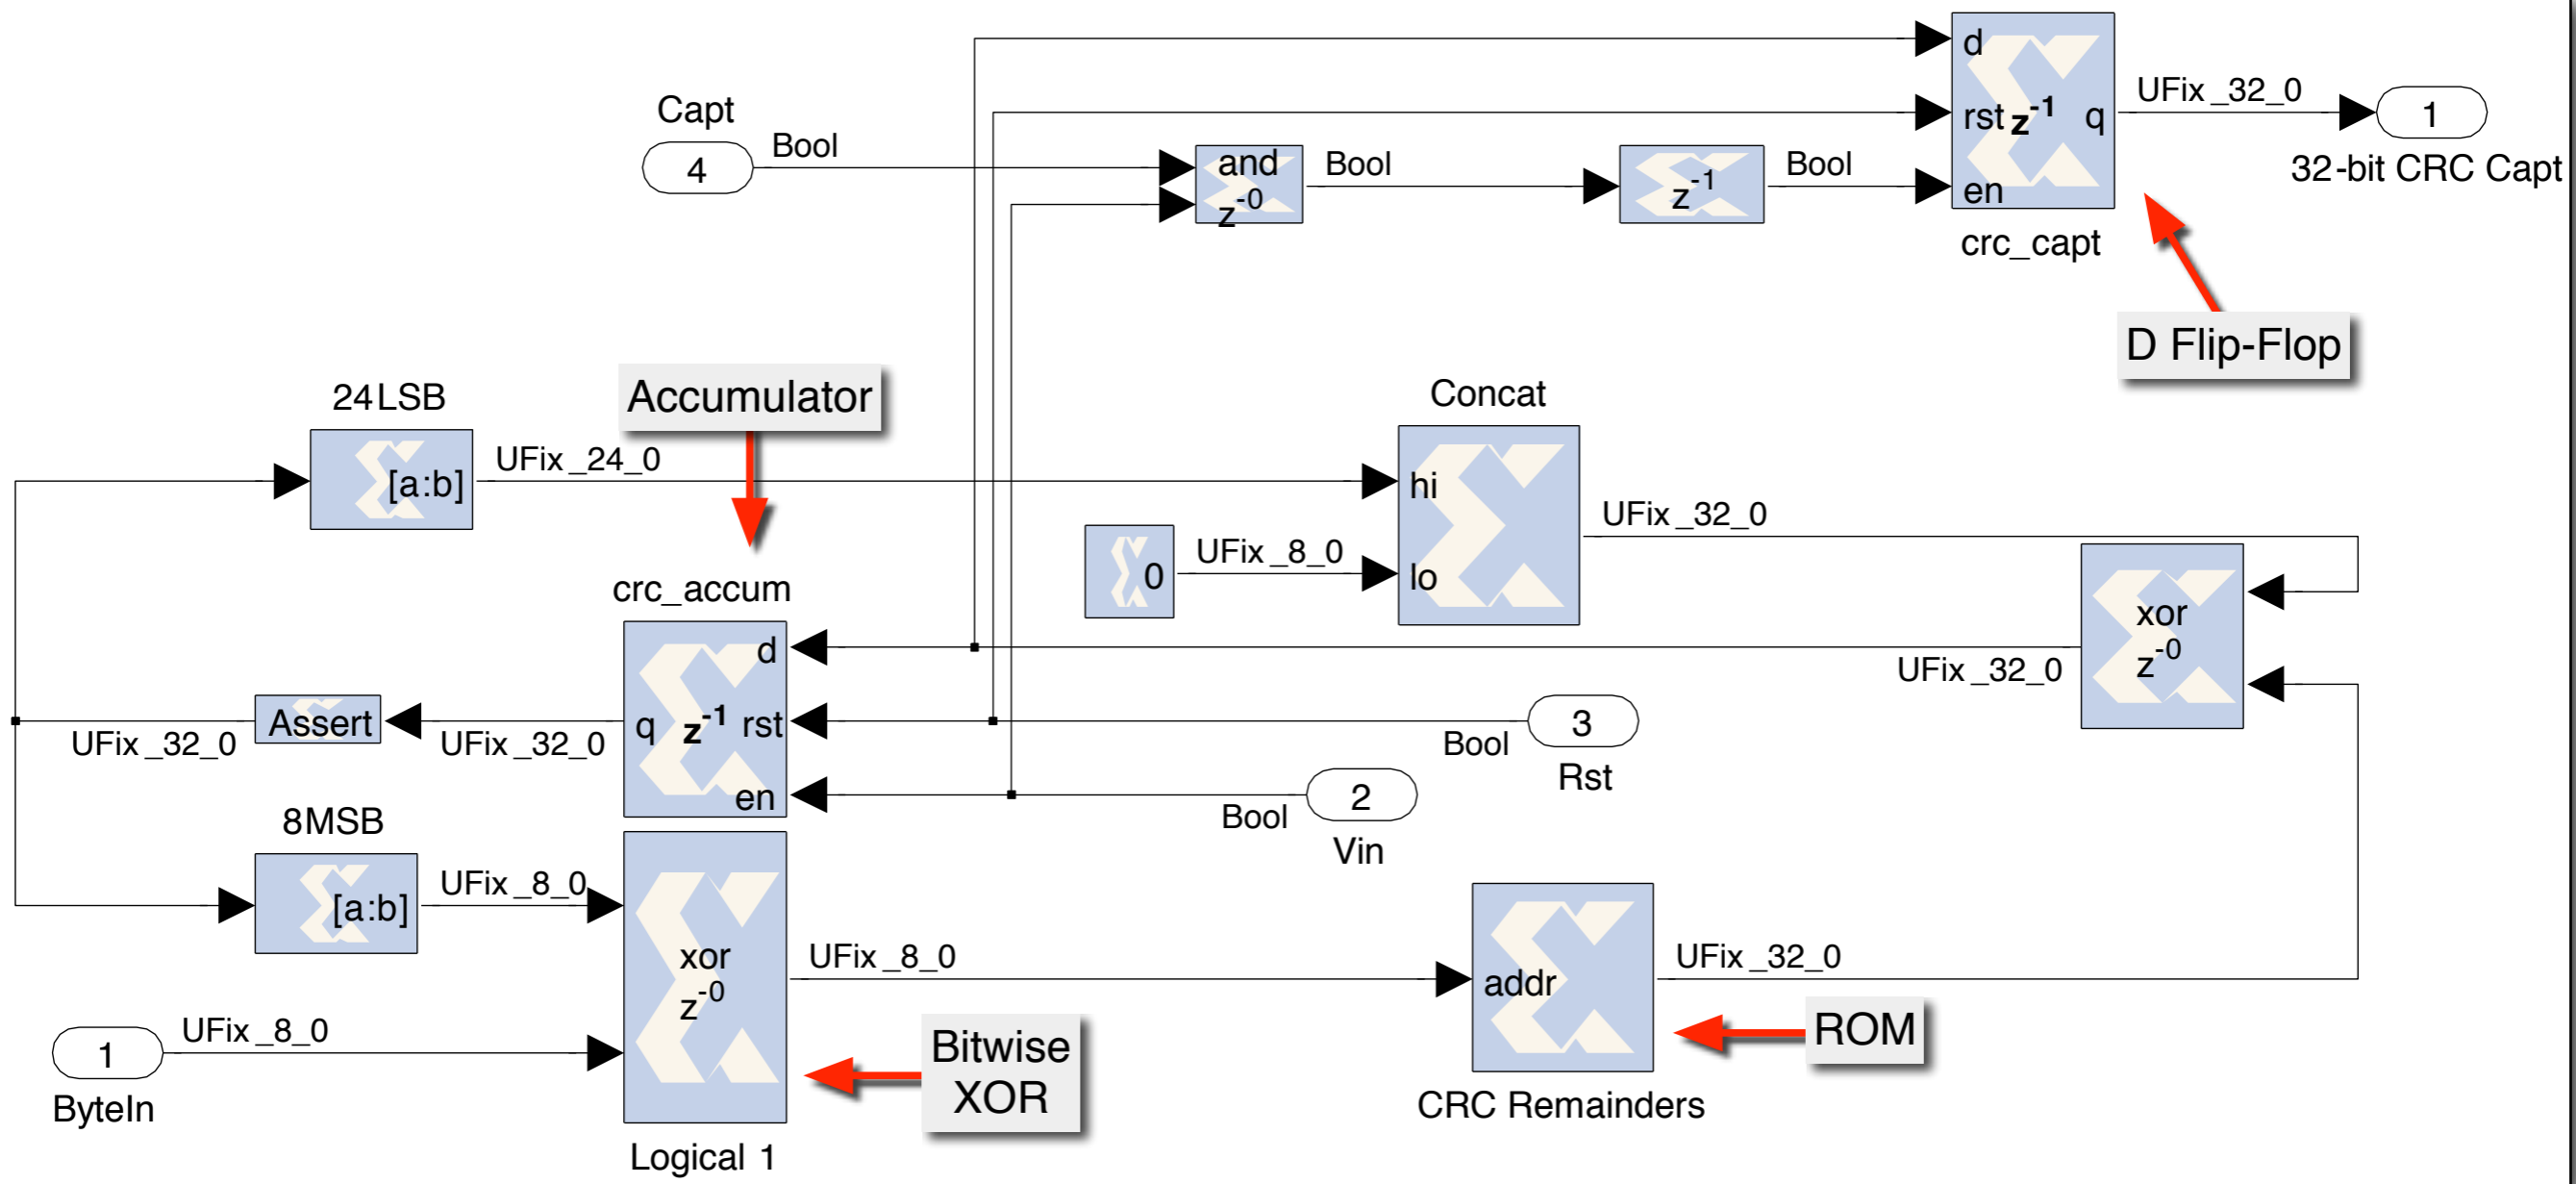 d
rst z-1 q
en
crc_capt
UFix_32_0
1
32-bit CRC Capt
Capt
4
Bool
and
z-0
Bool
z-1
Bool
D Flip-Flop
24LSB
[a:b]
UFix_24_0
Accumulator
Concat
hi
lo
UFix_32_0
0
UFix_8_0
crc_accum
d
q z-1 rst
en
xor
z-0
UFix_32_0
Assert
UFix_32_0
UFix_32_0
3
Bool
Rst
2
Bool
Vin
8MSB
[a:b]
UFix_8_0
xor
z-0
UFix_8_0
addr
UFix_32_0
CRC Remainders
ROM
1
UFix_8_0
ByteIn
Bitwise
XOR
Logical 1